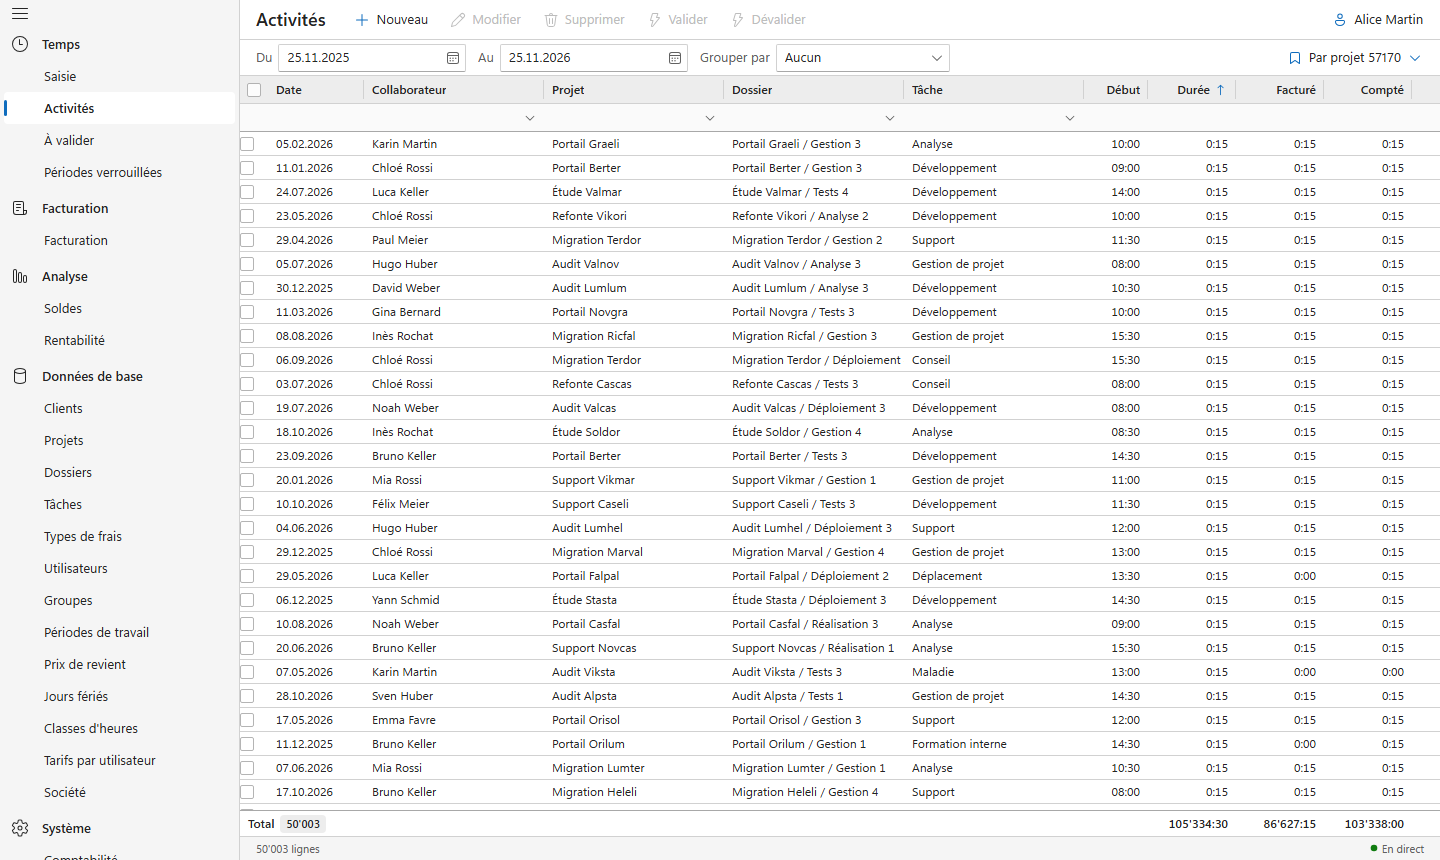 Activités
Nouveau
Modifier
Supprimer
Valider
Dévalider
Alice Martin
Temps
Saisie
Activités
À valider
Périodes verrouillées
Facturation
Facturation
Analyse
Soldes
Rentabilité
Données de base
Clients
Projets
Dossiers
Tâches
Types de frais
Utilisateurs
Groupes
Périodes de travail
Prix de revient
Jours fériés
Classes d'heures
Tarifs par utilisateur
Société
Système
Comptabilité
Du 25.11.2025 Au 25.11.2026 Grouper par Aucun Par projet 57170
Date Collaborateur Projet Dossier Tâche Début Durée Facturé Compté
05.02.2026 Karin Martin Portail Graeli Portail Graeli / Gestion 3 Analyse 10:00 0:15 0:15 0:15
11.01.2026 Chloé Rossi Portail Berter Portail Berter / Gestion 3 Développement 09:00 0:15 0:15 0:15
24.07.2026 Luca Keller Étude Valmar Étude Valmar / Tests 4 Développement 14:00 0:15 0:15 0:15
23.05.2026 Chloé Rossi Refonte Vikori Refonte Vikori / Analyse 2 Développement 10:00 0:15 0:15 0:15
29.04.2026 Paul Meier Migration Terdor Migration Terdor / Gestion 2 Support 11:30 0:15 0:15 0:15
05.07.2026 Hugo Huber Audit Valnov Audit Valnov / Analyse 3 Gestion de projet 08:00 0:15 0:15 0:15
30.12.2025 David Weber Audit Lumlum Audit Lumlum / Analyse 3 Développement 10:30 0:15 0:15 0:15
11.03.2026 Gina Bernard Portail Novgra Portail Novgra / Tests 3 Développement 10:00 0:15 0:15 0:15
08.08.2026 Inès Rochat Migration Ricfal Migration Ricfal / Gestion 3 Gestion de projet 15:30 0:15 0:15 0:15
06.09.2026 Chloé Rossi Migration Terdor Migration Terdor / Déploiement Conseil 15:30 0:15 0:15 0:15
03.07.2026 Chloé Rossi Refonte Cascas Refonte Cascas / Tests 3 Conseil 08:00 0:15 0:15 0:15
19.07.2026 Noah Weber Audit Valcas Audit Valcas / Déploiement 3 Développement 08:00 0:15 0:15 0:15
18.10.2026 Inès Rochat Étude Soldor Étude Soldor / Gestion 4 Analyse 08:30 0:15 0:15 0:15
23.09.2026 Bruno Keller Portail Berter Portail Berter / Tests 3 Développement 14:30 0:15 0:15 0:15
20.01.2026 Mia Rossi Support Vikmar Support Vikmar / Gestion 1 Gestion de projet 11:00 0:15 0:15 0:15
10.10.2026 Félix Meier Support Caseli Support Caseli / Tests 3 Développement 11:30 0:15 0:15 0:15
04.06.2026 Hugo Huber Audit Lumhel Audit Lumhel / Déploiement 3 Support 12:00 0:15 0:15 0:15
29.12.2025 Chloé Rossi Migration Marval Migration Marval / Gestion 4 Gestion de projet 13:00 0:15 0:15 0:15
29.05.2026 Luca Keller Portail Falpal Portail Falpal / Déploiement 2 Déplacement 13:30 0:15 0:00 0:15
06.12.2025 Yann Schmid Étude Stasta Étude Stasta / Déploiement 3 Développement 14:30 0:15 0:15 0:15
10.08.2026 Noah Weber Portail Casfal Portail Casfal / Réalisation 3 Analyse 09:00 0:15 0:15 0:15
20.06.2026 Bruno Keller Support Novcas Support Novcas / Réalisation 1 Analyse 15:30 0:15 0:15 0:15
07.05.2026 Karin Martin Audit Viksta Audit Viksta / Tests 3 Maladie 13:00 0:15 0:00 0:00
28.10.2026 Sven Huber Audit Alpsta Audit Alpsta / Tests 1 Gestion de projet 14:30 0:15 0:15 0:15
17.05.2026 Emma Favre Portail Orisol Portail Orisol / Gestion 3 Support 12:00 0:15 0:15 0:15
11.12.2025 Bruno Keller Portail Orilum Portail Orilum / Gestion 1 Formation interne 14:30 0:15 0:00 0:15
07.06.2026 Mia Rossi Migration Lumter Migration Lumter / Gestion 1 Analyse 10:30 0:15 0:15 0:15
17.10.2026 Bruno Keller Migration Heleli Migration Heleli / Gestion 4 Support 08:00 0:15 0:15 0:15
Total 50'003 105'334:30 86'627:15 103'338:00
50'003 lignes En direct